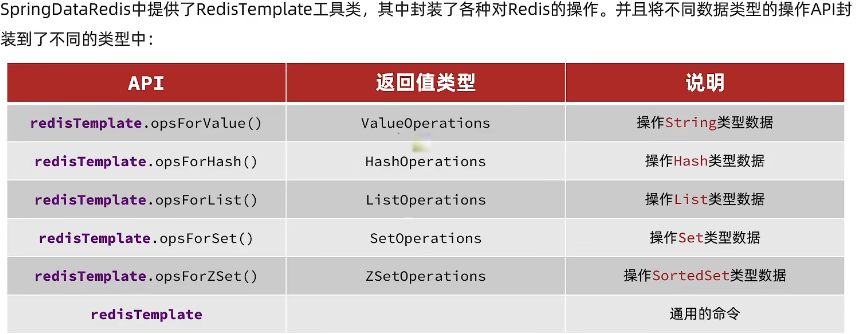 SpringDataRedis中提供了RedisTemplate工具类，其中封装了各种对Redis的操作。并且将不同数据类型的操作API封
装到了不同的类型中：
API 返回值类型 说明
redisTemplate.opsForValue() ValueOperations 操作String类型数据
redisTemplate.opsForHash() HashOperations 操作Hash类型数据
redisTemplate.opsForList() ListOperations 操作List类型数据
redisTemplate.opsForSet() SetOperations 操作Set类型数据
redisTemplate.opsForZSet() ZSetOperations 操作SortedSet类型数据
redisTemplate 通用的命令